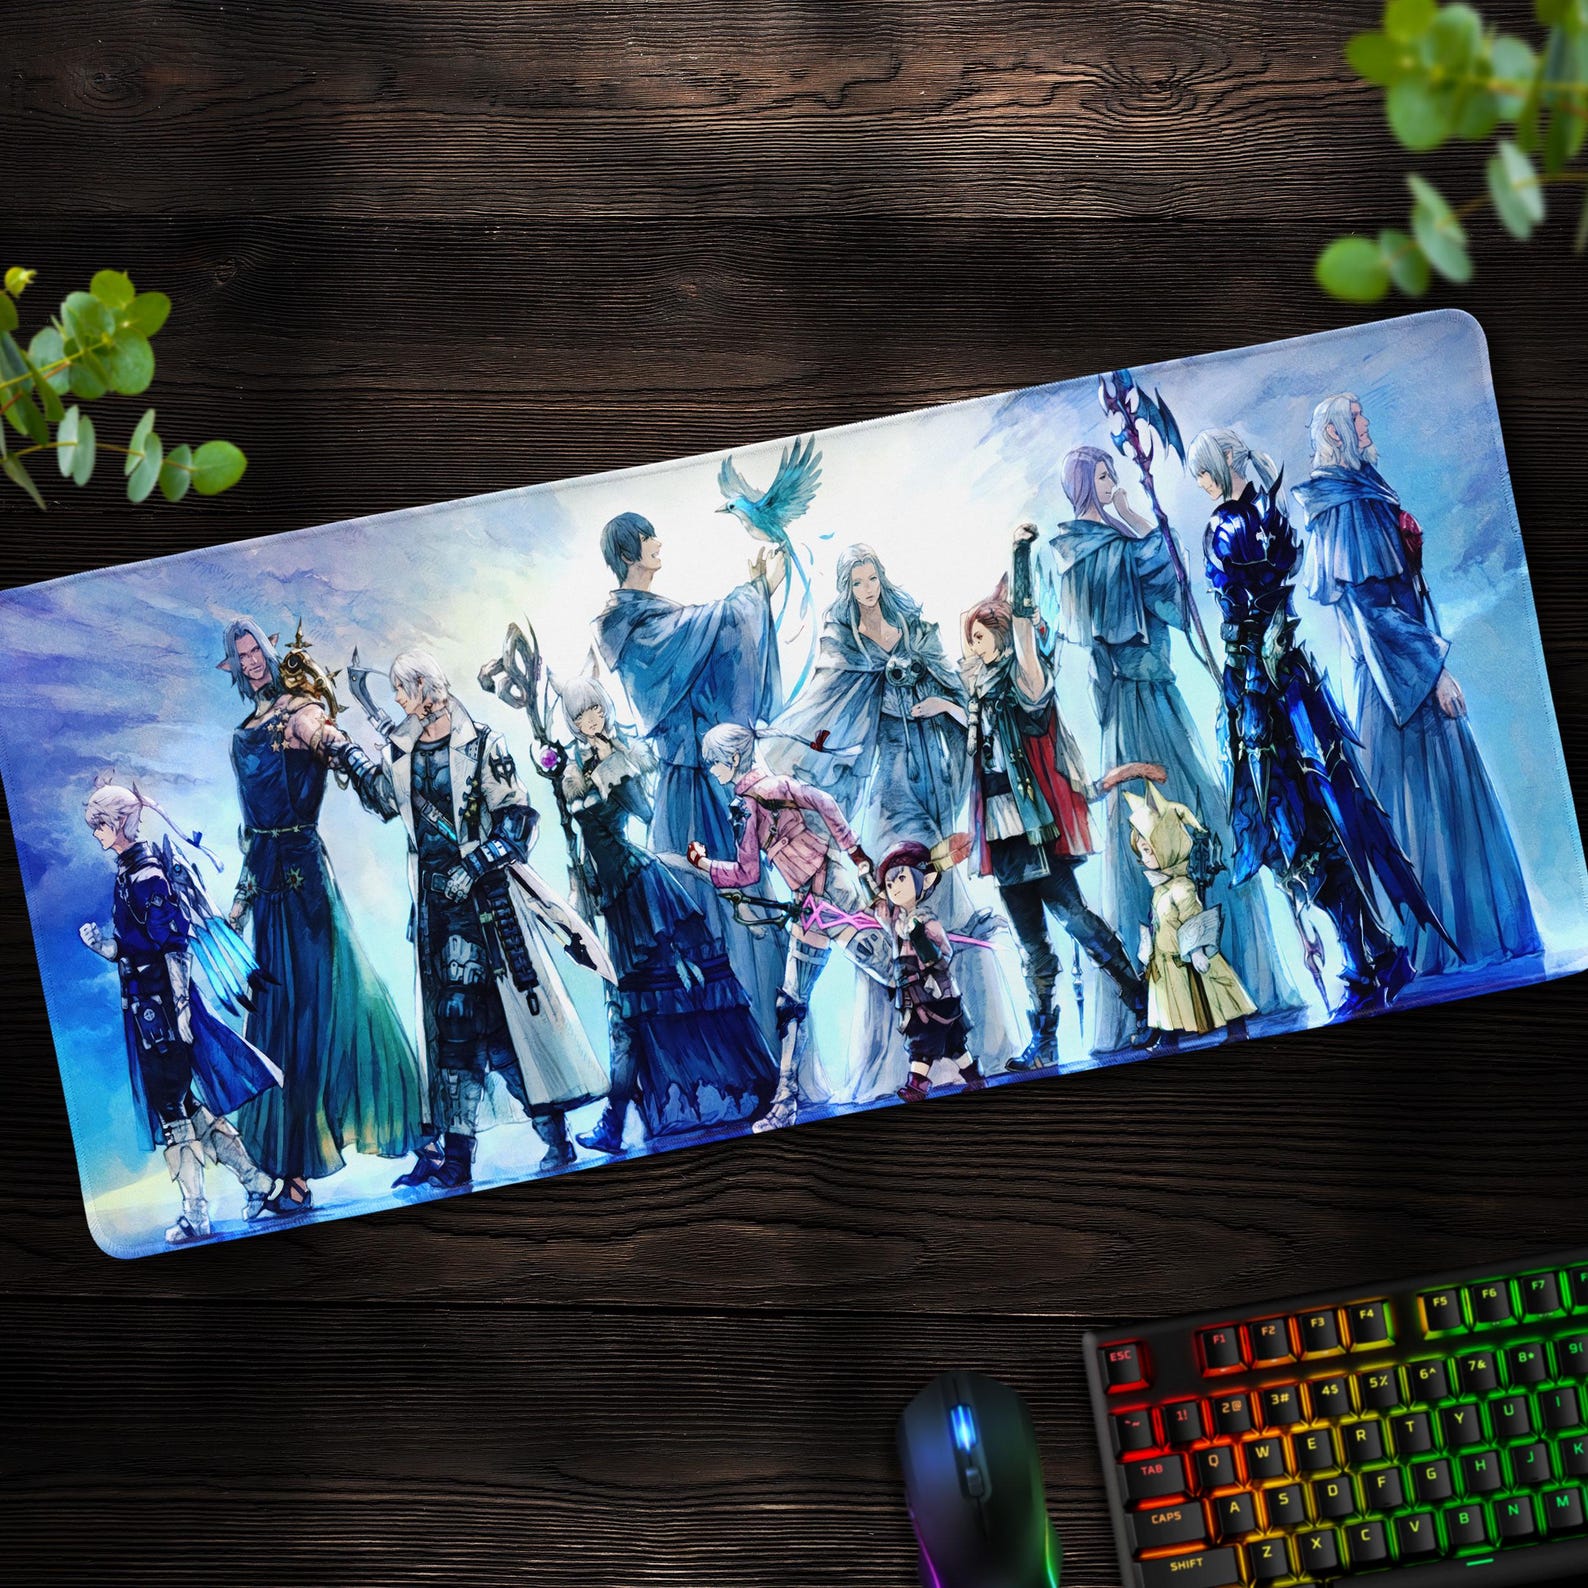 ESC F1 F2 F3 F4 F5 F6 F7
~ 1! 2@ 3# 4$ 5% 6^ 7& 8* 9(
TAB Q W E R T Y U I
CAPS A S D F G H J K
SHIFT Z X C V B N M